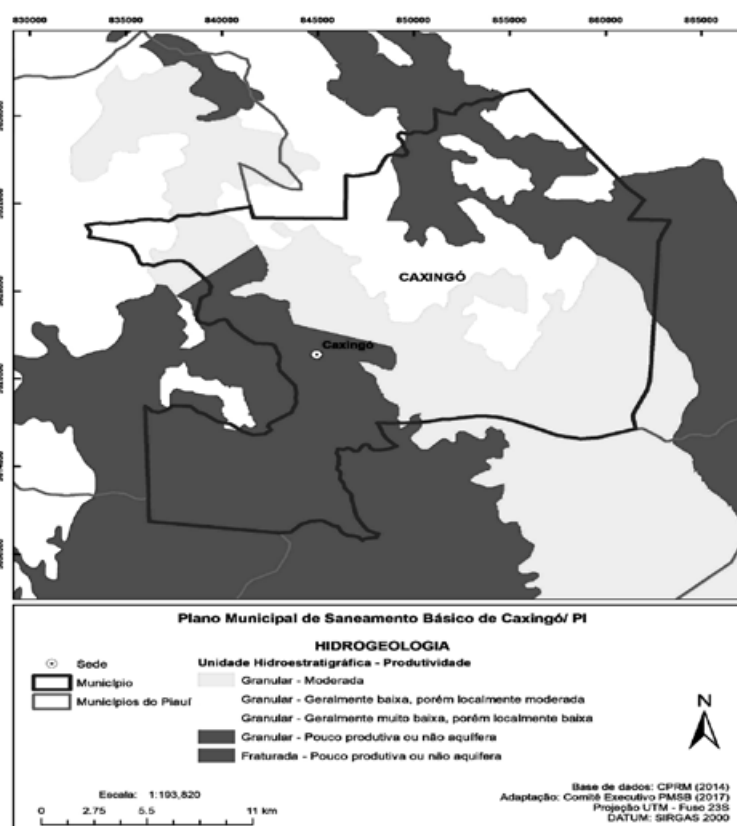 830000 835000 840000 845000 850000 855000 860000 865000
CAXINGÓ
Caxingo
Plano Municipal de Saneamento Básico de Caxingó/ PI
HIDROGEOLOGIA
Unidade Hidroestratigráfica - Produtividade
Sede
Município
Municípios do Piauí
Granular - Moderada
Granular - Geralmente baixa, porém localmente moderada
Granular - Geralmente muito baixa, porém localmente baixa
Granular - Pouco produtiva ou não aquífera
Fraturada - Pouco produtiva ou não aquífera
N
Escala: 1:193,820
0 2.75 5.5 11 km
Base de dados: CPRM (2014)
Adaptação: Comitê Executivo PMSB (2017)
Projeção UTM - Fuso 23S
DATUM: SIRGAS 2000